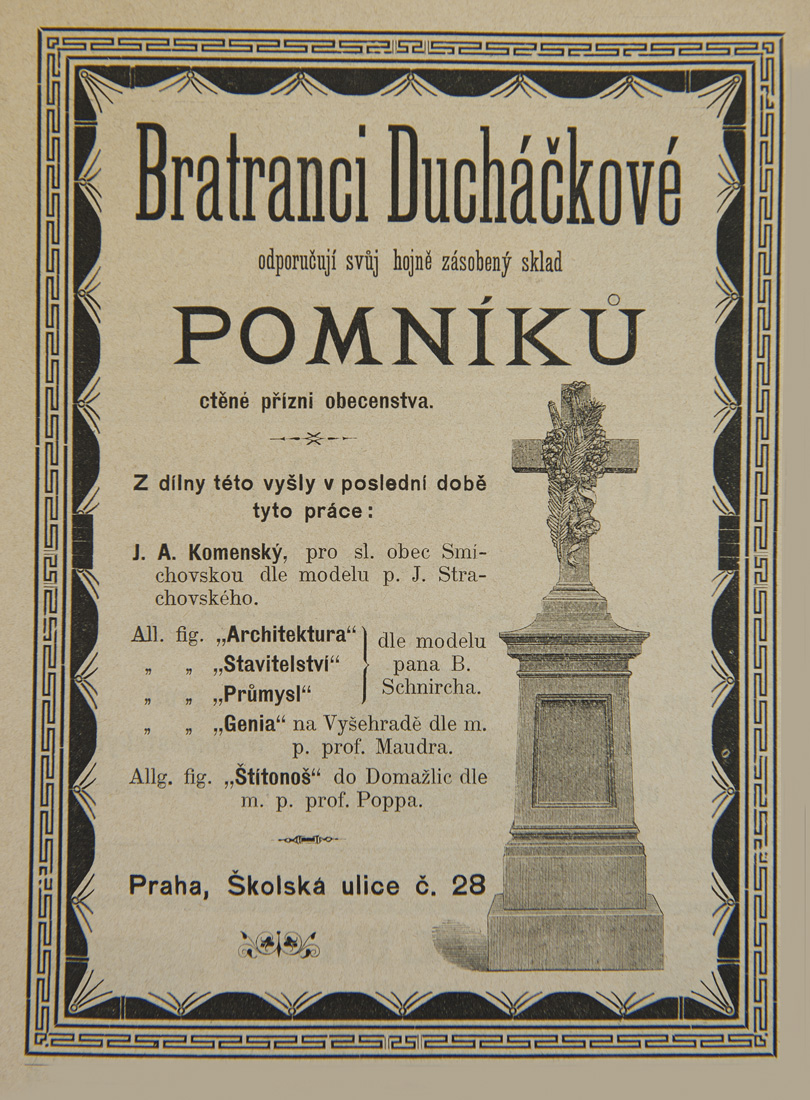 Bratranci Ducháčkové
odporučují svůj hojně zásobený sklad
POMNÍKŮ
ctěné přízni obecenstva.
Z dílny této vyšly v poslední době
tyto práce:
J. A. Komenský, pro sl. obec Smí-
chovskou dle modelu p. J. Stra-
chovského.
All. fig. „Architektura“
„ „ „Stavitelství“
„ „ „Průmysl“
dle modelu
pana B.
Schnircha.
„ „ „Genia“ na Vyšehradě dle m.
p. prof. Maudra.
Allg. fig. „Štítonoš“ do Domažlic dle
m. p. prof. Poppa.
Praha, Školská ulice č. 28